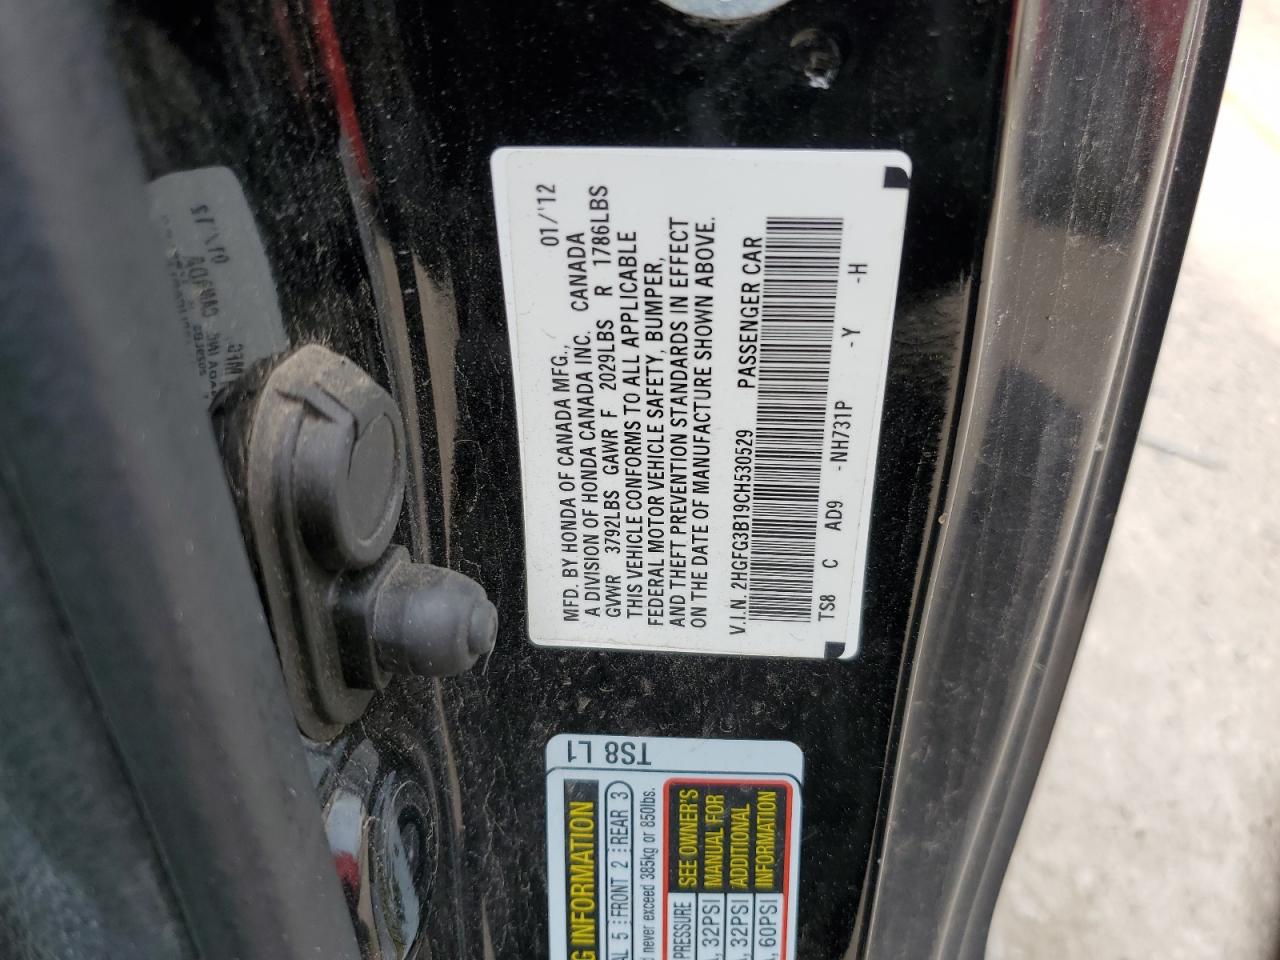 MFD. BY HONDA OF CANADA MFG., 01/'12
A DIVISION OF HONDA CANADA INC. CANADA
GVWR 3792LBS GAWR F 2029LBS R 1786LBS
THIS VEHICLE CONFORMS TO ALL APPLICABLE
FEDERAL MOTOR VEHICLE SAFETY, BUMPER,
AND THEFT PREVENTION STANDARDS IN EFFECT
ON THE DATE OF MANUFACTURE SHOWN ABOVE.
V.I.N. 2HGFG3B19CH530529 PASSENGER CAR
TS8 C AD9 -NH731P -Y -H
TS8 L1
INFORMATION
5 FRONT 2 REAR 3
never exceed 385kg or 850lbs.
PRESSURE
32PSI
32PSI
60PSI
SEE OWNER'S
MANUAL FOR
ADDITIONAL
INFORMATION